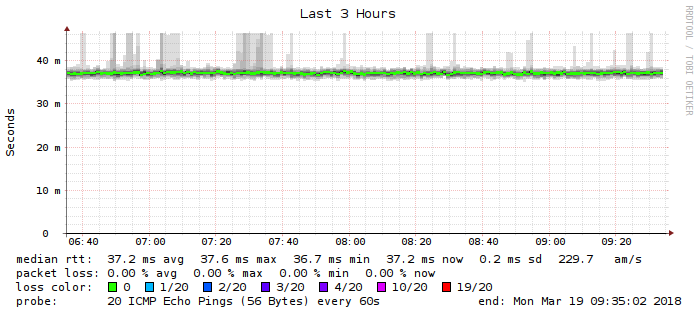 Last 3 Hours
RRDTOOL / TOBI OETIKER
Seconds
40 m
30 m
20 m
10 m
0
06:40 07:00 07:20 07:40 08:00 08:20 08:40 09:00 09:20
median rtt: 37.2 ms avg 37.6 ms max 36.7 ms min 37.2 ms now 0.2 ms sd 229.7 am/s
packet loss: 0.00 % avg 0.00 % max 0.00 % min 0.00 % now
loss color: 0 1/20 2/20 3/20 4/20 10/20 19/20
probe: 20 ICMP Echo Pings (56 Bytes) every 60s end: Mon Mar 19 09:35:02 2018